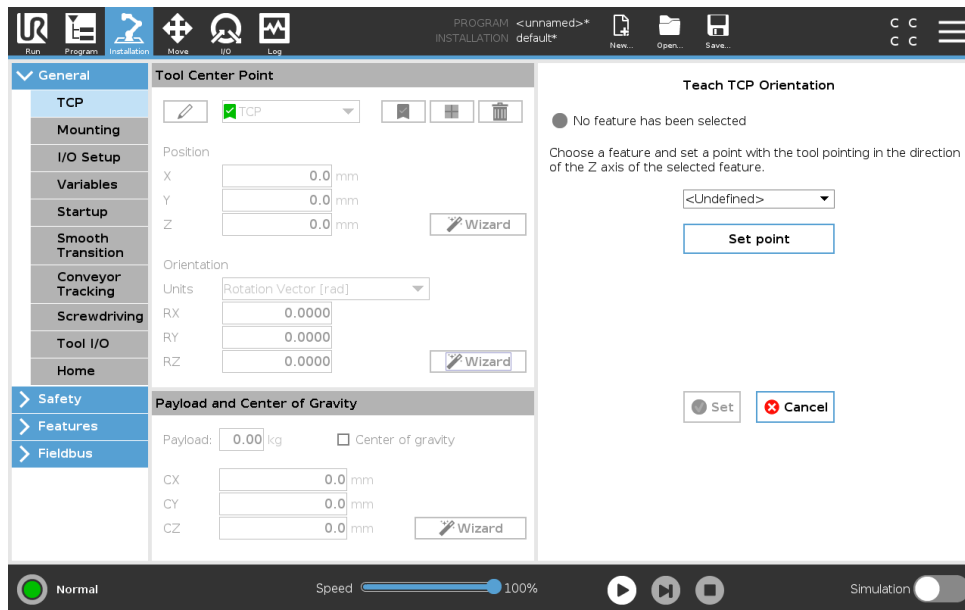 PROGRAM <unnamed>*
INSTALLATION default*
Run
Program
Installation
Move
I/O
Log
New...
Open...
Save...
C C
C C
General
TCP
Mounting
I/O Setup
Variables
Startup
Smooth
Transition
Conveyor
Tracking
Screwdriving
Tool I/O
Home
Safety
Features
Fieldbus
Tool Center Point
TCP
Position
X 0.0 mm
Y 0.0 mm
Z 0.0 mm
Wizard
Orientation
Units Rotation Vector [rad]
RX 0.0000
RY 0.0000
RZ 0.0000
Wizard
Payload and Center of Gravity
Payload: 0.00 kg Center of gravity
CX 0.0 mm
CY 0.0 mm
CZ 0.0 mm
Wizard
Teach TCP Orientation
No feature has been selected
Choose a feature and set a point with the tool pointing in the direction
of the Z axis of the selected feature.
<Undefined>
Set point
Set
Cancel
Normal
Speed 100%
Simulation